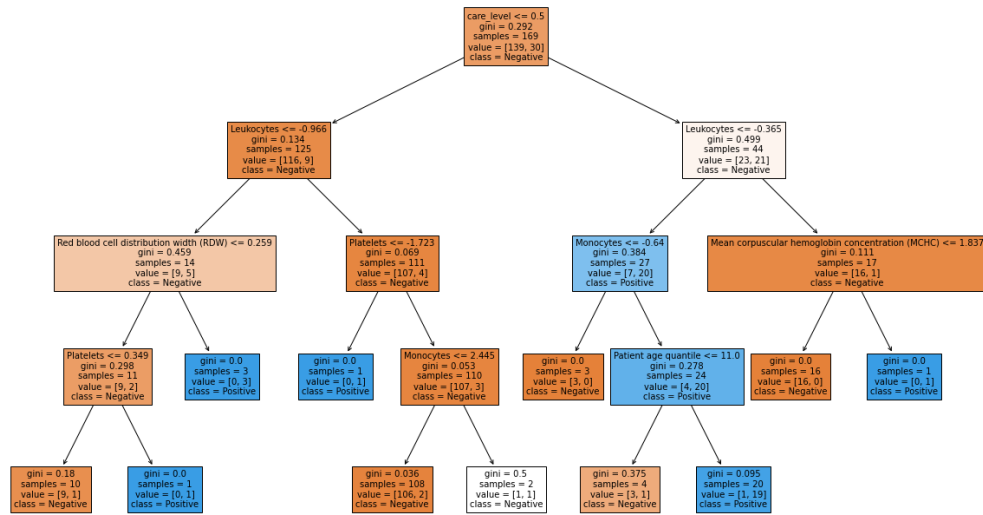 care_level <= 0.5
gini = 0.292
samples = 169
value = [139, 30]
class = Negative
Leukocytes <= -0.966
gini = 0.134
samples = 125
value = [116, 9]
class = Negative
Leukocytes <= -0.365
gini = 0.499
samples = 44
value = [23, 21]
class = Negative
Red blood cell distribution width (RDW) <= 0.259
gini = 0.459
samples = 14
value = [9, 5]
class = Negative
Platelets <= -1.723
gini = 0.069
samples = 111
value = [107, 4]
class = Negative
Monocytes <= -0.64
gini = 0.384
samples = 27
value = [7, 20]
class = Positive
Mean corpuscular hemoglobin concentration (MCHC) <= 1.837
gini = 0.111
samples = 17
value = [16, 1]
class = Negative
Platelets <= 0.349
gini = 0.298
samples = 11
value = [9, 2]
class = Negative
gini = 0.0
samples = 3
value = [0, 3]
class = Positive
gini = 0.0
samples = 1
value = [0, 1]
class = Positive
Monocytes <= 2.445
gini = 0.053
samples = 110
value = [107, 3]
class = Negative
gini = 0.0
samples = 3
value = [3, 0]
class = Negative
Patient age quantile <= 11.0
gini = 0.278
samples = 24
value = [4, 20]
class = Positive
gini = 0.0
samples = 16
value = [16, 0]
class = Negative
gini = 0.0
samples = 1
value = [0, 1]
class = Positive
gini = 0.18
samples = 10
value = [9, 1]
class = Negative
gini = 0.0
samples = 1
value = [0, 1]
class = Positive
gini = 0.036
samples = 108
value = [106, 2]
class = Negative
gini = 0.5
samples = 2
value = [1, 1]
class = Negative
gini = 0.375
samples = 4
value = [3, 1]
class = Negative
gini = 0.095
samples = 20
value = [1, 19]
class = Positive